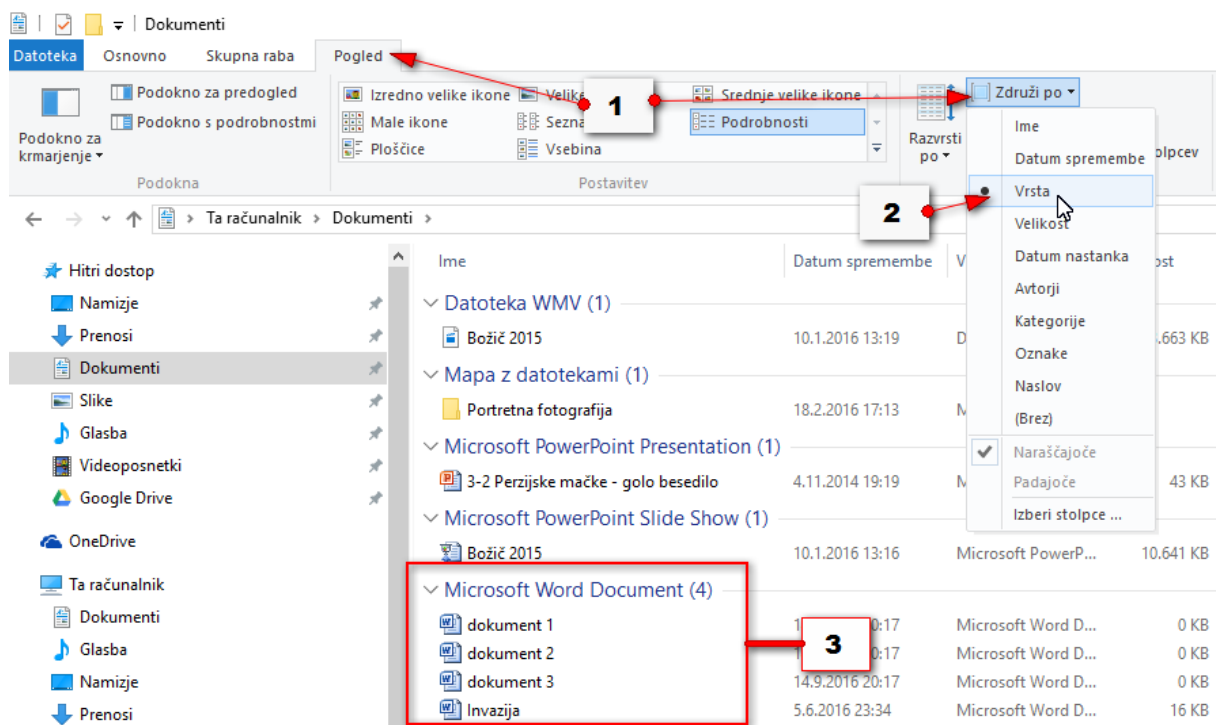 Dokumenti
Datoteka Osnovno Skupna raba Pogled
Podokno za krmarjenje
Podokno za predogled
Podokno s podrobnostmi
Podokna
Izredno velike ikone Velike Srednje velike ikone
Male ikone Podrobnosti
Ploščice Vsebina
Postavitev
1
Razvrsti po
Združi po
Ime
Datum spremembe
Vrsta
Velikost
Datum nastanka
Avtorji
Kategorije
Oznake
Naslov
(Brez)
Naraščajoče
Padajoče
Izberi stolpce ...
2
Ta računalnik Dokumenti
Hitri dostop
Namizje
Prenosi
Dokumenti
Slike
Glasba
Videoposnetki
Google Drive
OneDrive
Ta računalnik
Dokumenti
Glasba
Namizje
Prenosi
Ime Datum spremembe
Datoteka WMV (1)
Božič 2015 10.1.2016 13:19
Mapa z datotekami (1)
Portretna fotografija 18.2.2016 17:13
Microsoft PowerPoint Presentation (1)
3-2 Perzijske mačke - golo besedilo 4.11.2014 19:19 43 KB
Microsoft PowerPoint Slide Show (1)
Božič 2015 10.1.2016 13:16 Microsoft PowerP... 10.641 KB
Microsoft Word Document (4)
dokument 1 Microsoft Word D... 0 KB
dokument 2 Microsoft Word D... 0 KB
3
dokument 3 14.9.2016 20:17 Microsoft Word D... 0 KB
Invazija 5.6.2016 23:34 Microsoft Word D... 16 KB